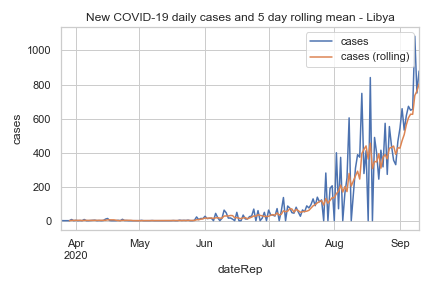 New COVID-19 daily cases and 5 day rolling mean - Libya
cases
cases (rolling)
1000
800
600
400
200
0
cases
Apr
2020
May
Jun
Jul
Aug
Sep
dateRep